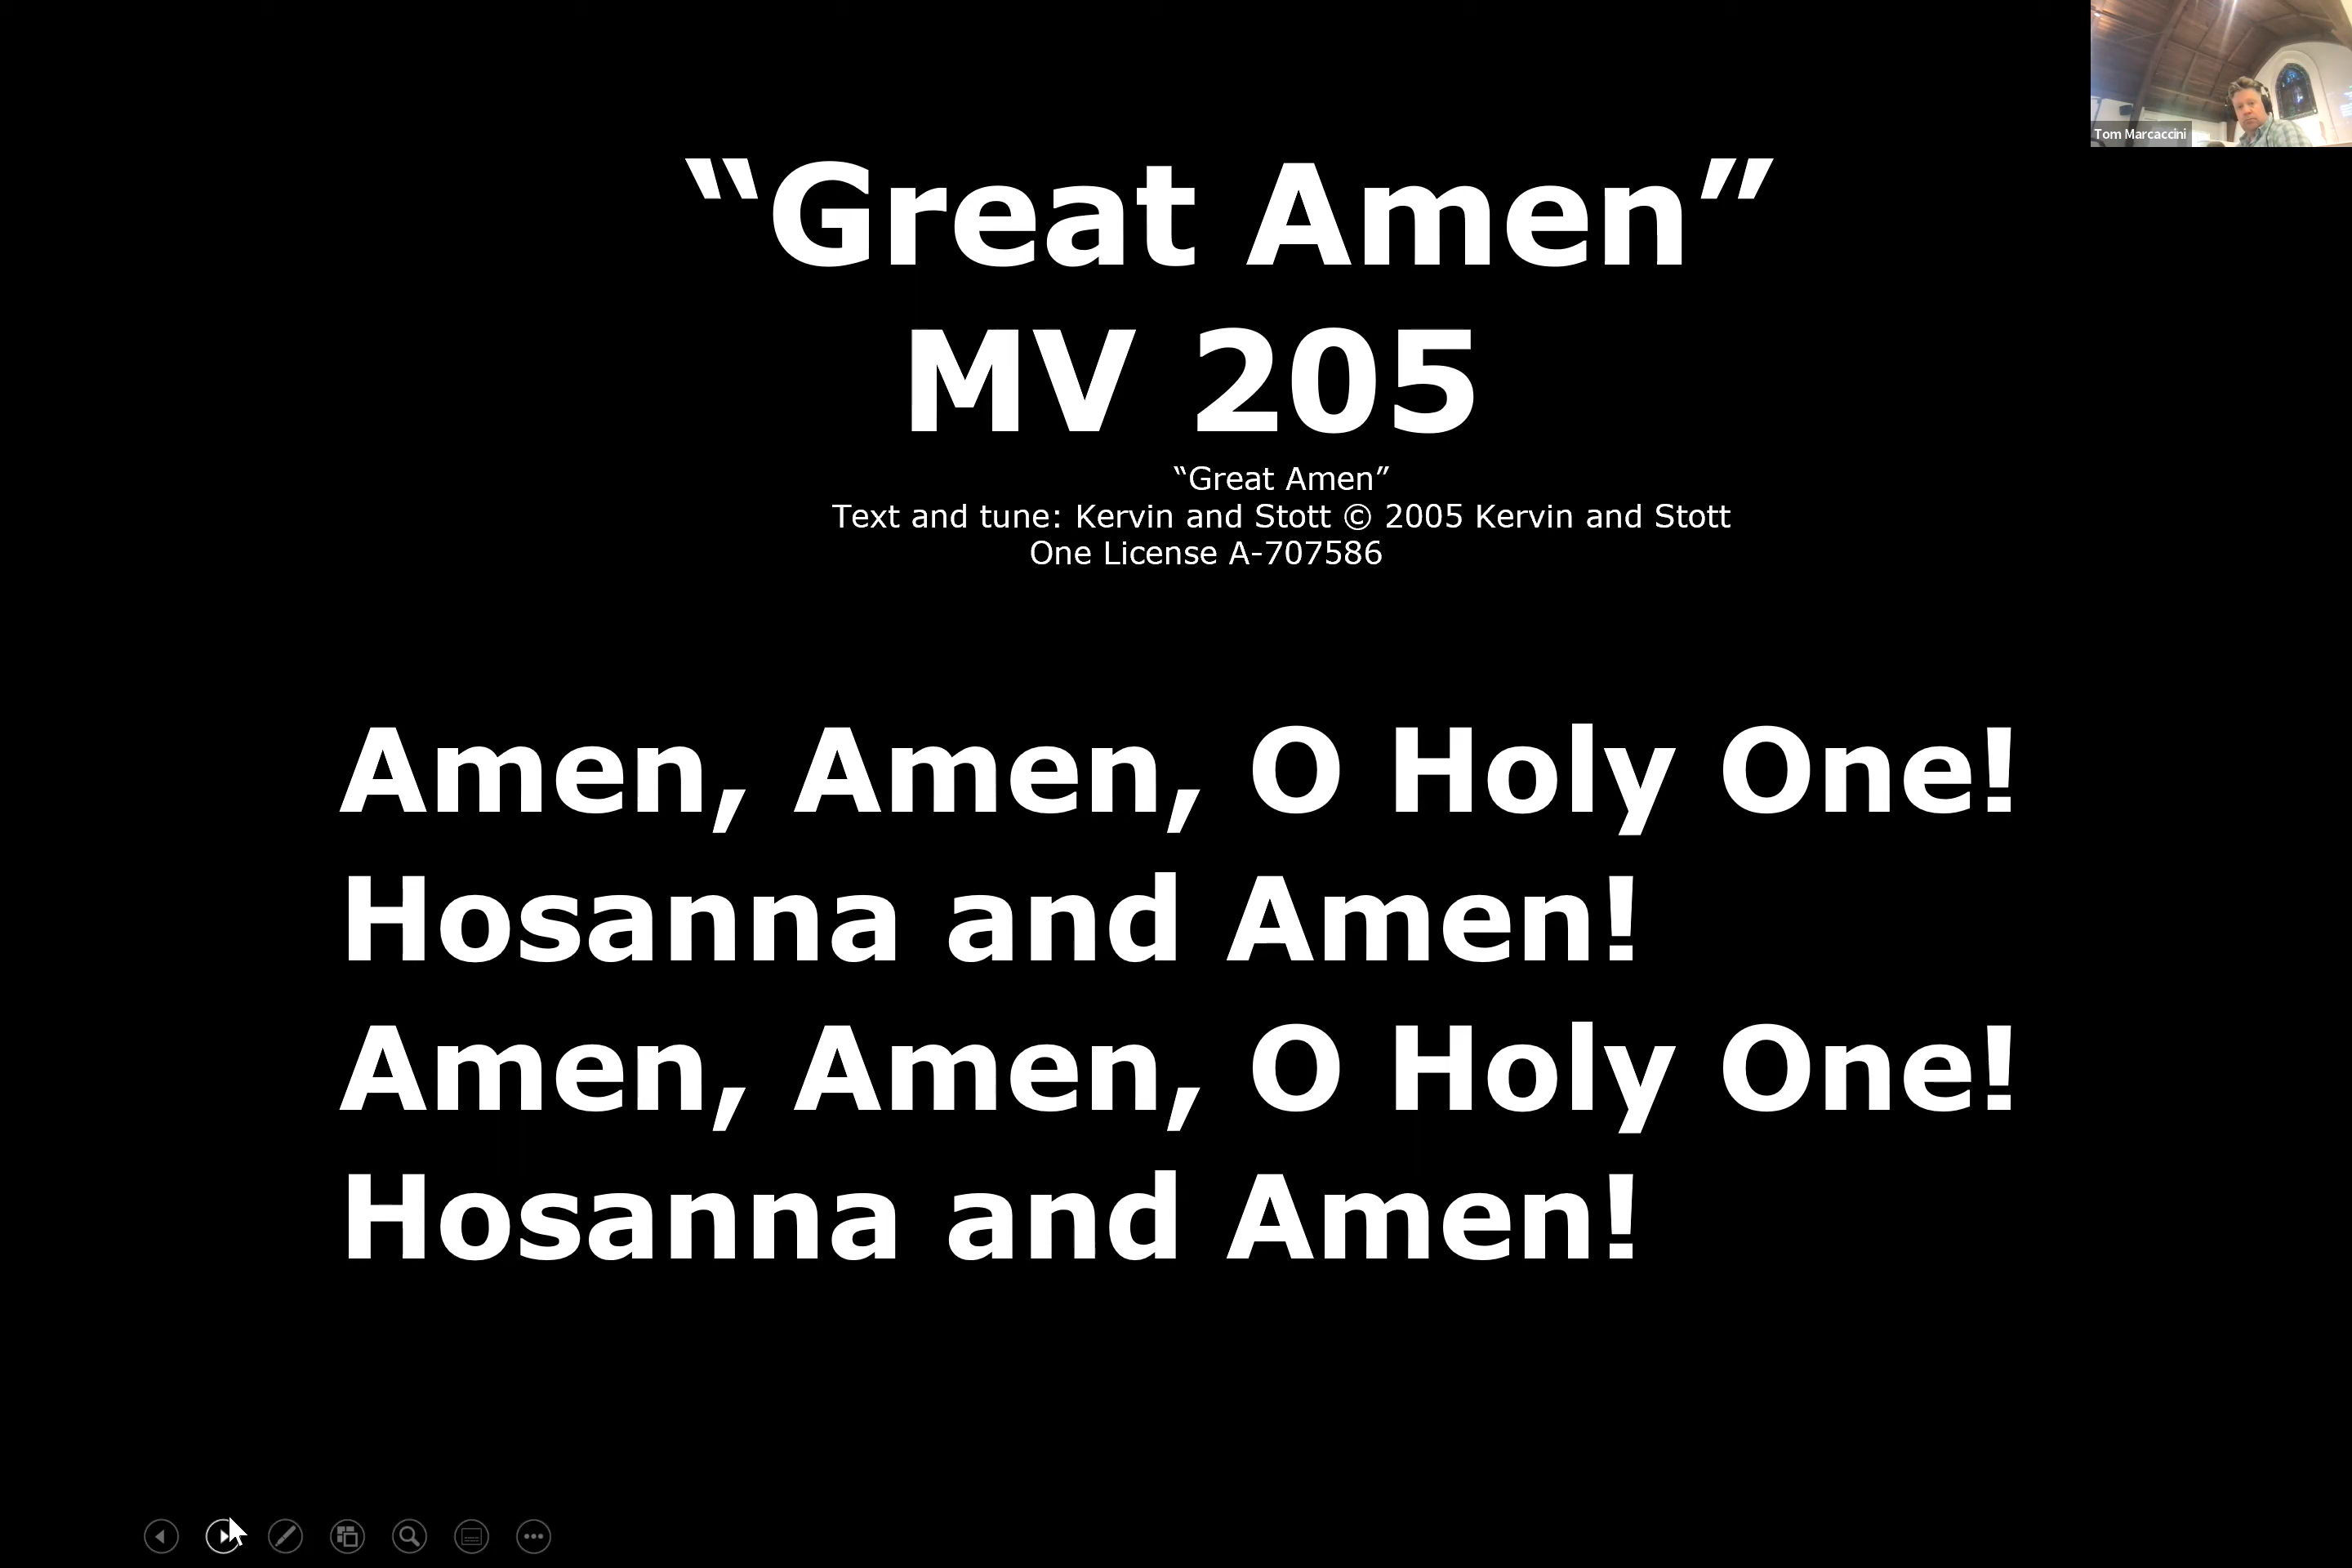 Tom Marcaccini
“Great Amen”
MV 205
“Great Amen”
Text and tune: Kervin and Stott © 2005 Kervin and Stott
One License A-707586
Amen, Amen, O Holy One!
Hosanna and Amen!
Amen, Amen, O Holy One!
Hosanna and Amen!